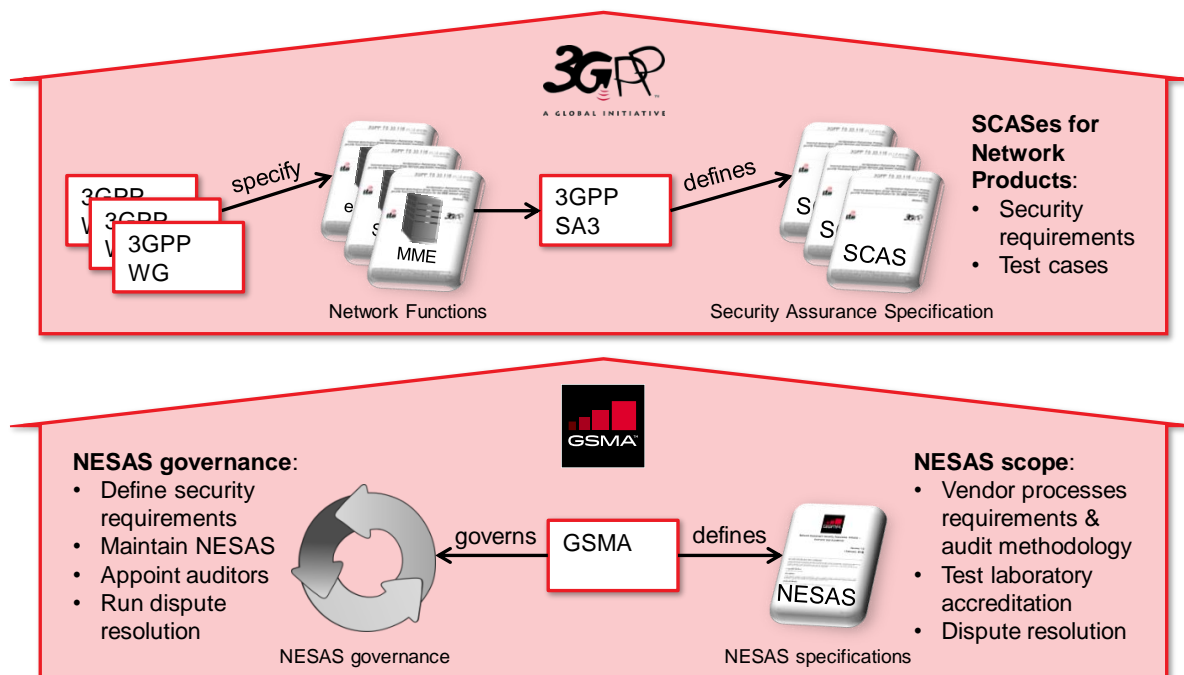 3GPP
A GLOBAL INITIATIVE
SCASes for
Network
Products:
• Security
requirements
• Test cases
3GPP
3GPP
3GPP
WG
specify
MME
Network Functions
3GPP
SA3
defines
SCAS
Security Assurance Specification
GSMA
NESAS governance:
• Define security
requirements
• Maintain NESAS
• Appoint auditors
• Run dispute
resolution
NESAS governance
governs
GSMA
defines
NESAS
NESAS specifications
NESAS scope:
• Vendor processes
requirements &
audit methodology
• Test laboratory
accreditation
• Dispute resolution